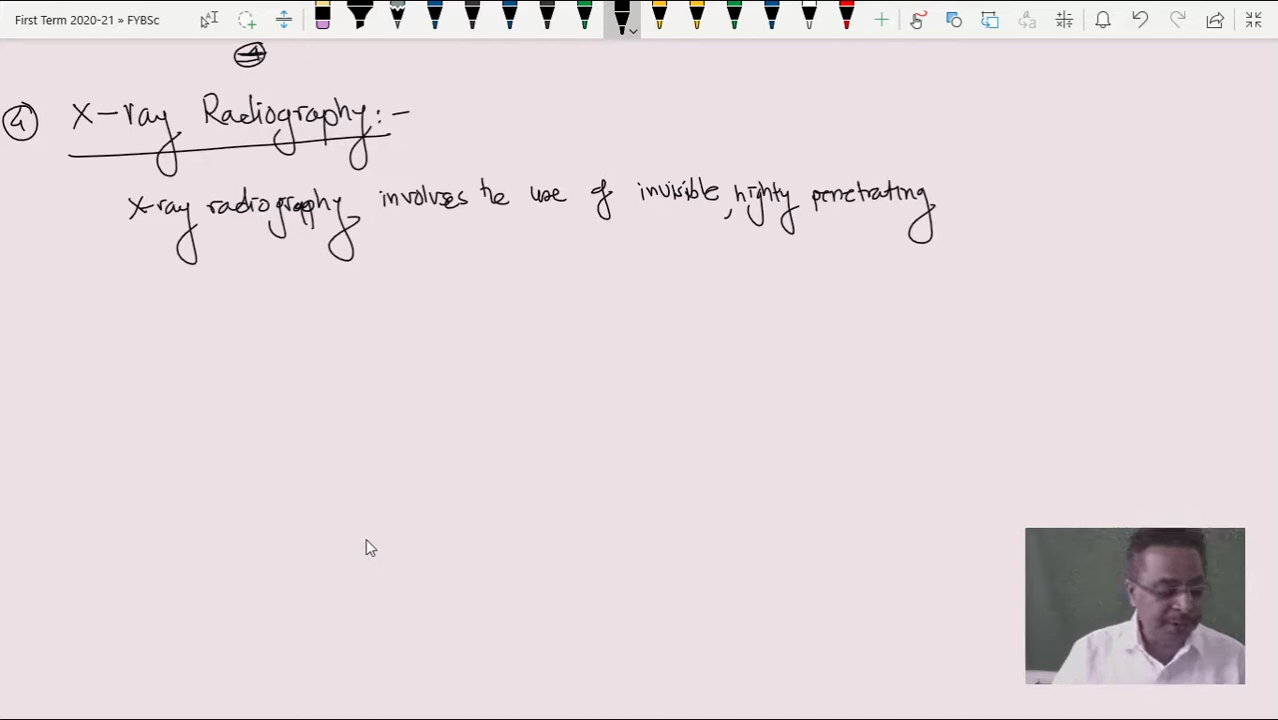 First Term 2020-21 » FYBSc
4
④ X-ray Radiography:-
X-ray radiography involves the use of invisible, highly penetrating